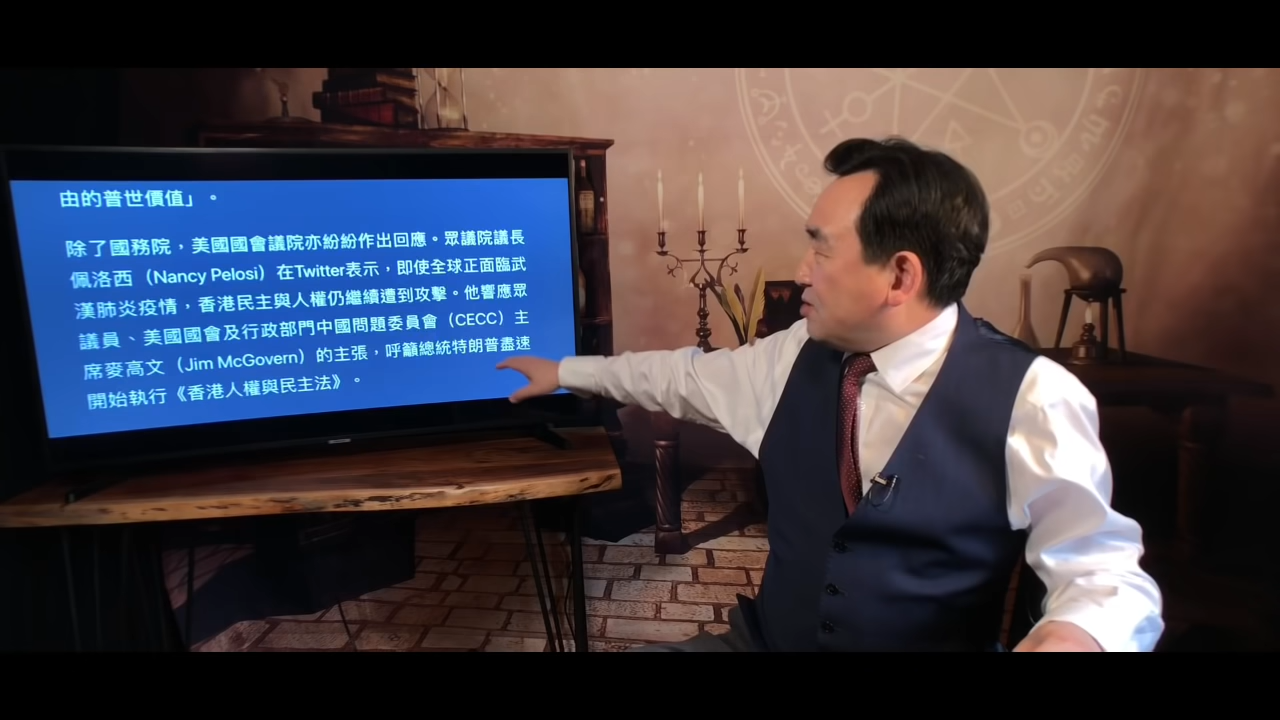 由的普世價值」。
除了國務院，美國國會議院亦紛紛作出回應。眾議院議長
佩洛西（Nancy Pelosi）在Twitter表示，即使全球正面臨武
漢肺炎疫情，香港民主與人權仍繼續遭到攻擊。他響應眾
議員、美國國會及行政部門中國問題委員會（CECC）主
席麥高文（Jim McGovern）的主張，呼籲總統特朗普盡速
開始執行《香港人權與民主法》。